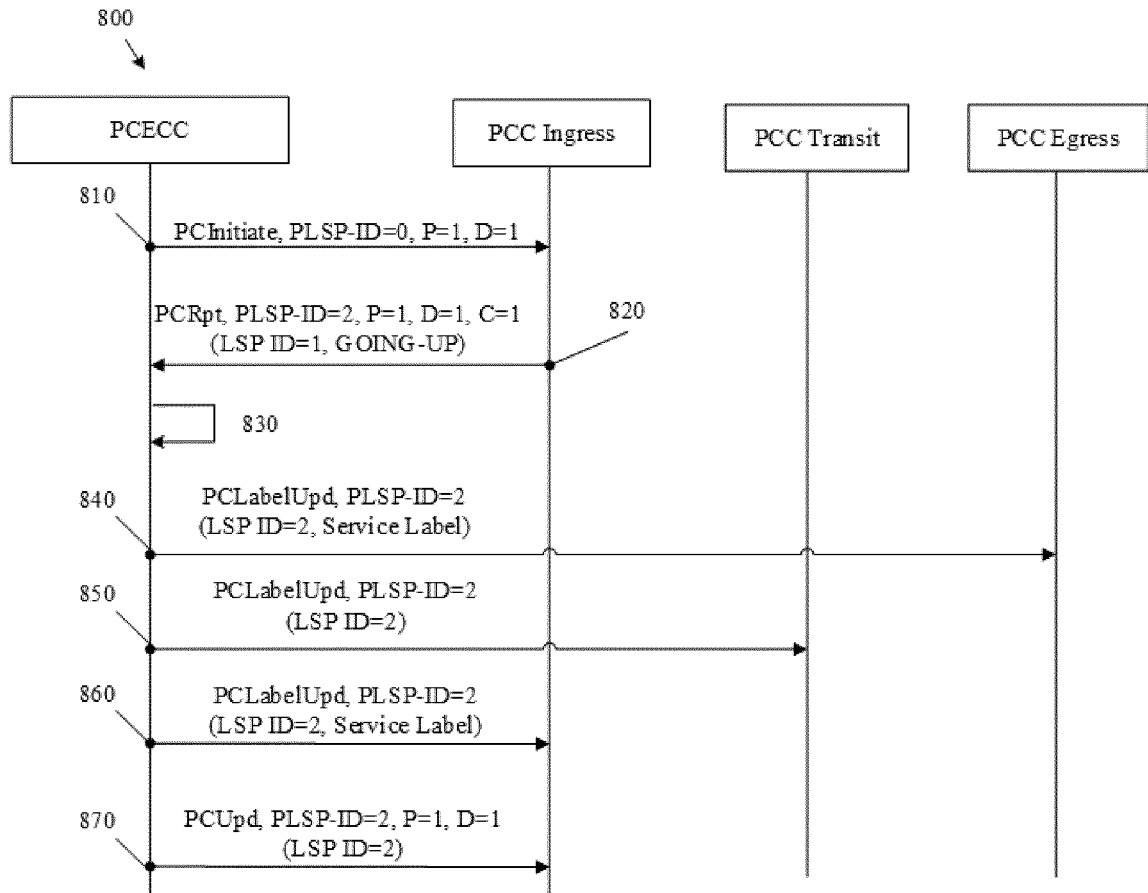 800
PCECC
PCC Ingress
PCC Transit
PCC Egress
810
PCInitiate, PLSP-ID=0, P=1, D=1
PCRpt, PLSP-ID=2, P=1, D=1, C=1
(LSP ID=1, GOING-UP)
820
830
840
PCLabelUpd, PLSP-ID=2
(LSP ID=2, Service Label)
850
PCLabelUpd, PLSP-ID=2
(LSP ID=2)
860
PCLabelUpd, PLSP-ID=2
(LSP ID=2, Service Label)
870
PCUpd, PLSP-ID=2, P=1, D=1
(LSP ID=2)